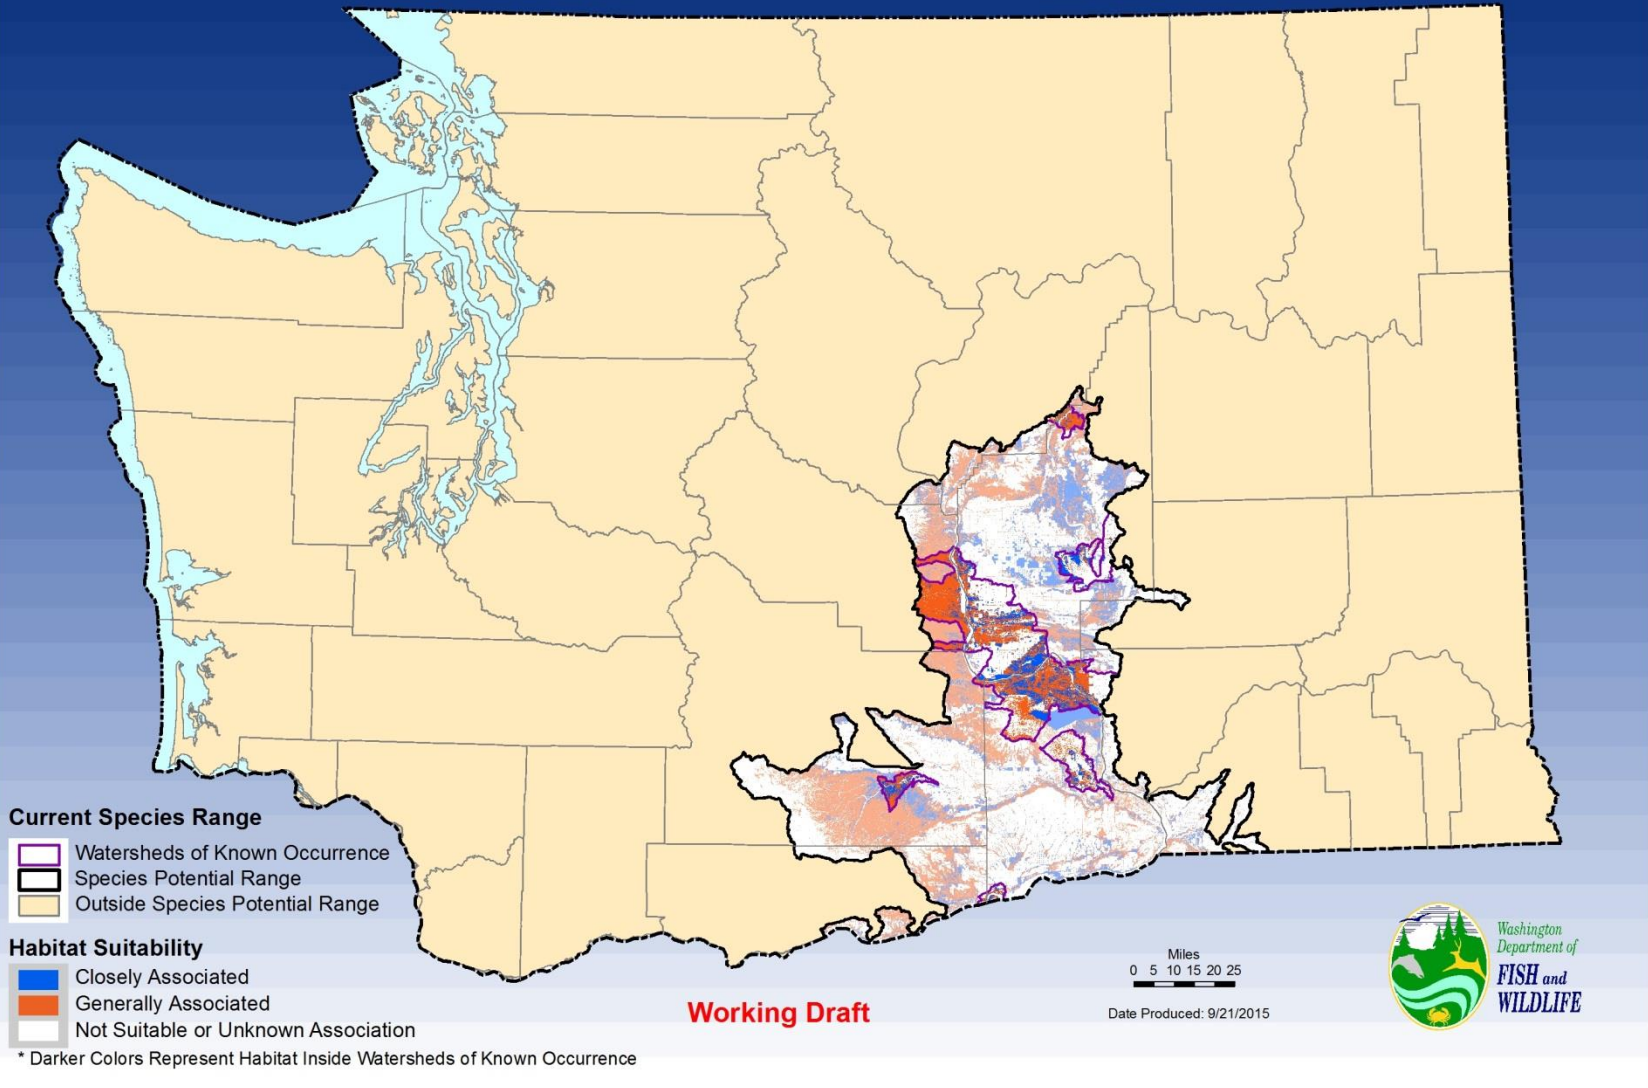 Current Species Range
Watersheds of Known Occurrence
Species Potential Range
Outside Species Potential Range
Habitat Suitability
Closely Associated
Generally Associated
Not Suitable or Unknown Association
* Darker Colors Represent Habitat Inside Watersheds of Known Occurrence
Working Draft
Miles
0 5 10 15 20 25
Date Produced: 9/21/2015
Washington
Department of
FISH and
WILDLIFE